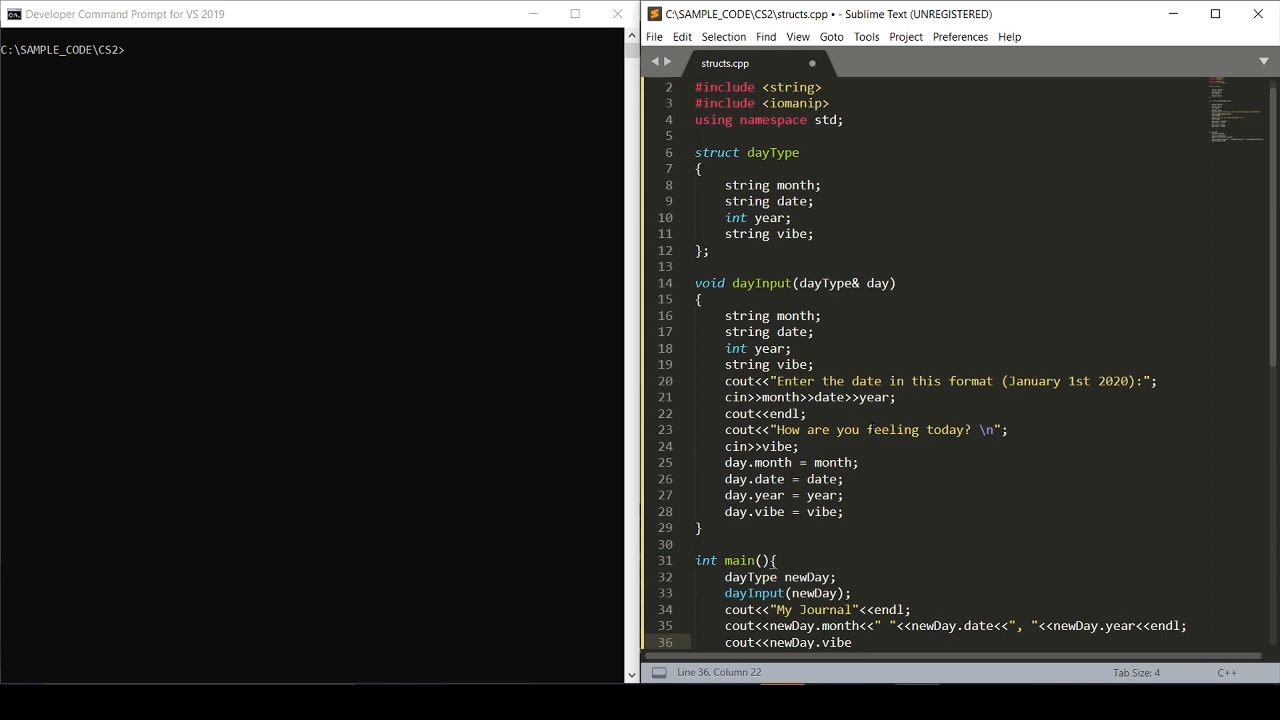 Developer Command Prompt for VS 2019
C:\SAMPLE_CODE\CS2>
C:\SAMPLE_CODE\CS2\structs.cpp • - Sublime Text (UNREGISTERED)
File Edit Selection Find View Goto Tools Project Preferences Help
structs.cpp
2 #include <string>
3 #include <iomanip>
4 using namespace std;
5
6 struct dayType
7 {
8 string month;
9 string date;
10 int year;
11 string vibe;
12 };
13
14 void dayInput(dayType& day)
15 {
16 string month;
17 string date;
18 int year;
19 string vibe;
20 cout<<"Enter the date in this format (January 1st 2020):";
21 cin>>month>>date>>year;
22 cout<<endl;
23 cout<<"How are you feeling today? \n";
24 cin>>vibe;
25 day.month = month;
26 day.date = date;
27 day.year = year;
28 day.vibe = vibe;
29 }
30
31 int main(){
32 dayType newDay;
33 dayInput(newDay);
34 cout<<"My Journal"<<endl;
35 cout<<newDay.month<<" "<<newDay.date<<", "<<newDay.year<<endl;
36 cout<<newDay.vibe
Line 36, Column 22 Tab Size: 4 C++